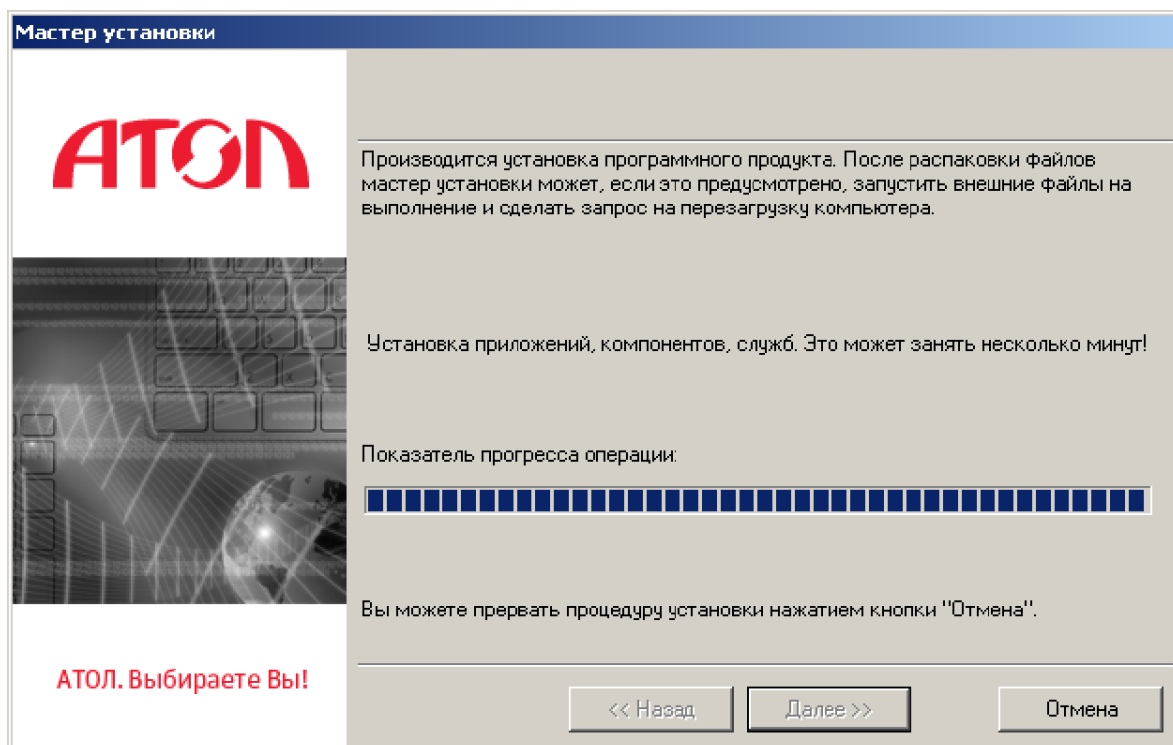 Мастер установки
АТОЛ
Производится установка программного продукта. После распаковки файлов
мастер установки может, если это предусмотрено, запустить внешние файлы на
выполнение и сделать запрос на перезагрузку компьютера.
Установка приложений, компонентов, служб. Это может занять несколько минут!
Показатель прогресса операции:
Вы можете прервать процедуру установки нажатием кнопки "Отмена".
АТОЛ. Выбираете Вы!
<< Назад
Далее >>
Отмена